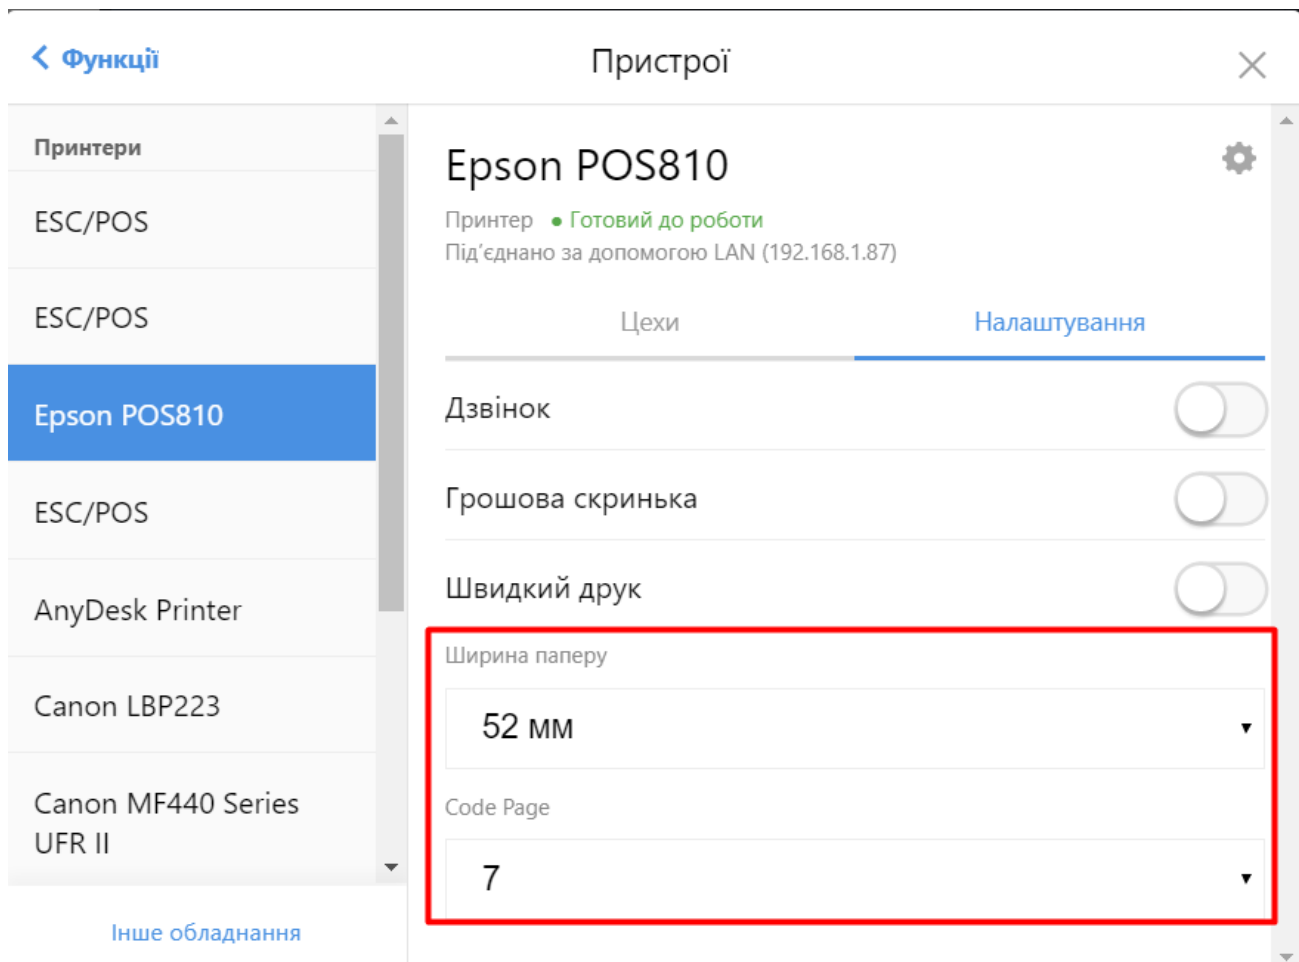 Функції
Пристрої
Принтери
ESC/POS
ESC/POS
Epson POS810
ESC/POS
AnyDesk Printer
Canon LBP223
Canon MF440 Series
UFR II
Інше обладнання
Epson POS810
Принтер • Готовий до роботи
Під’єднано за допомогою LAN (192.168.1.87)
Цехи
Налаштування
Дзвінок
Грошова скринька
Швидкий друк
Ширина паперу
52 мм
Code Page
7